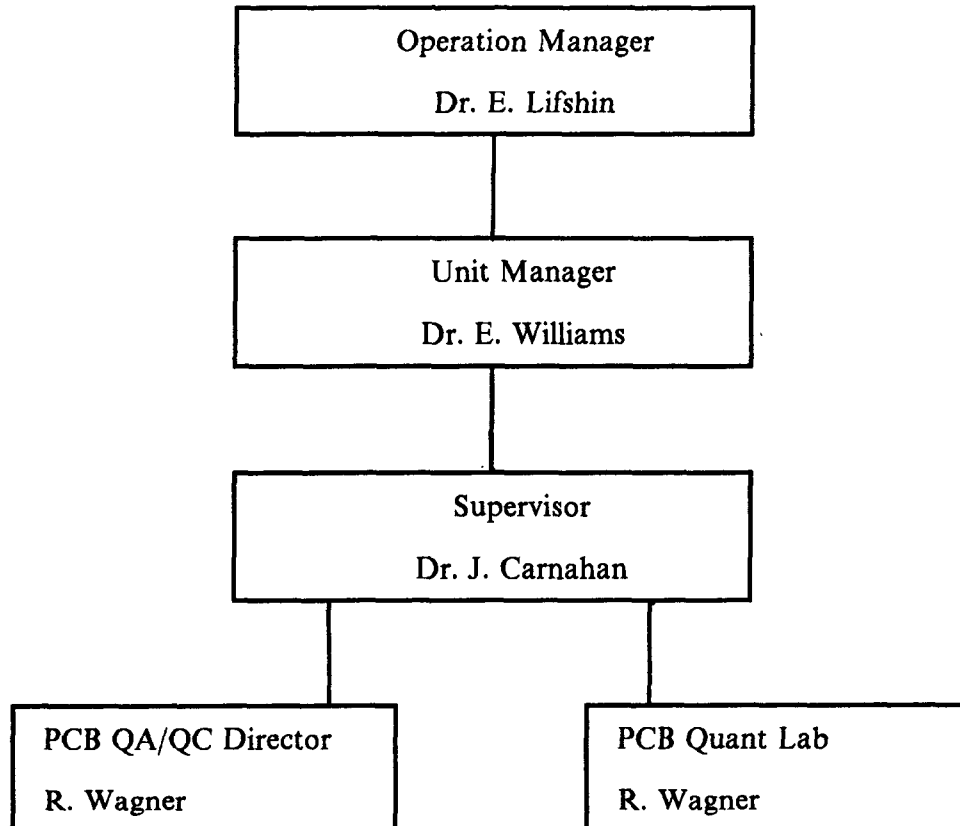 Operation Manager
Dr. E. Lifshin
Unit Manager
Dr. E. Williams
Supervisor
Dr. J. Carnahan
PCB QA/QC Director
R. Wagner
PCB Quant Lab
R. Wagner